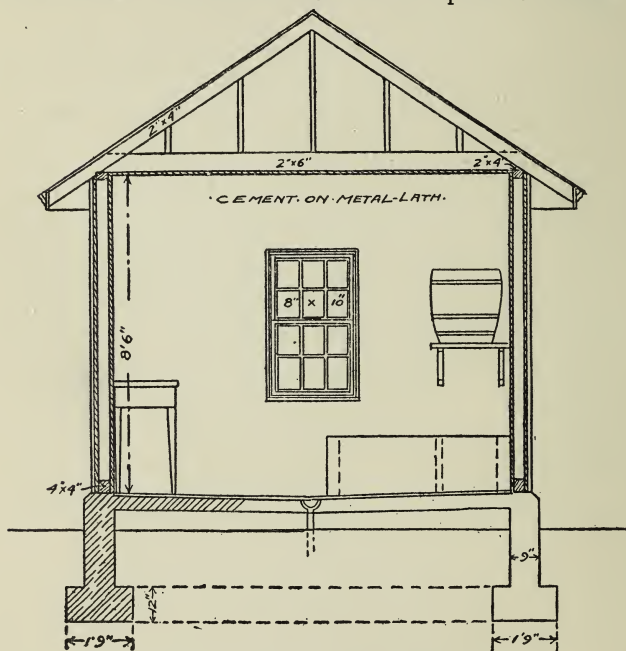 2"x4"
2"x6"
2"x4"
·CEMENT·ON·METAL-LATH·
8" x 10"
8'6"
4"x4"
9"
12"
1'9"
1'9"